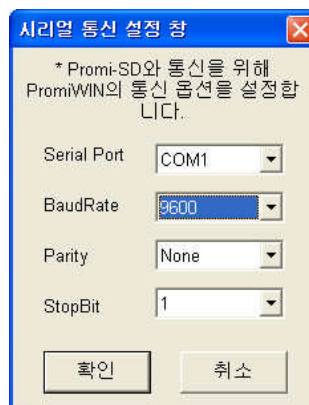 시리얼 통신 설정 창
* Promi-SD와 통신을 위해
PromiWIN의 통신 옵션을 설정합
니다.
Serial Port COM1
BaudRate 9600
Parity None
StopBit 1
확인 취소